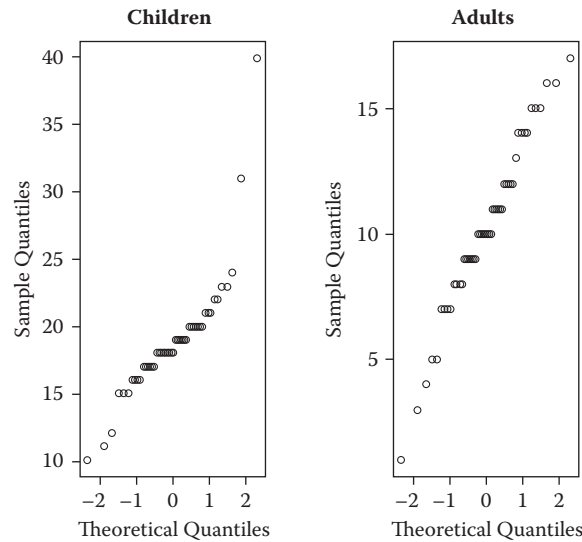 Children
Sample Quantiles
40
35
30
25
20
15
10
−2 −1 0 1 2
Theoretical Quantiles
Adults
Sample Quantiles
15
10
5
−2 −1 0 1 2
Theoretical Quantiles